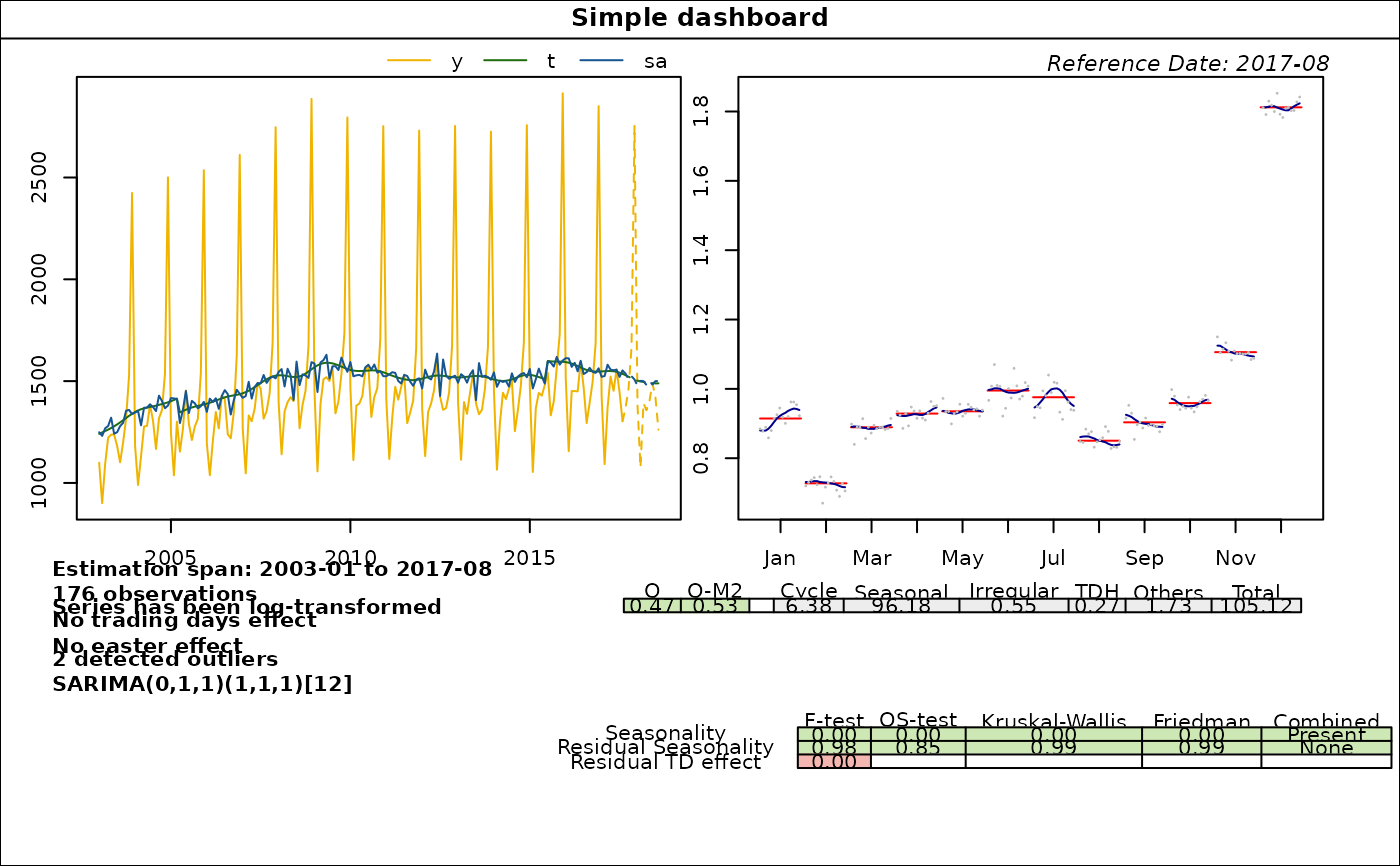 Simple dashboard
y t sa
Reference Date: 2017-08
2500
2000
1500
1000
2005 2010 2015
1.8
1.6
1.4
1.2
1.0
0.8
Jan Mar May Jul Sep Nov
Estimation span: 2003-01 to 2017-08
176 observations
Series has been log-transformed
No trading days effect
No easter effect
2 detected outliers
SARIMA(0,1,1)(1,1,1)[12]
Q Q-M2 Cycle Seasonal Irregular TDH Others Total
0.47 0.53 6.38 96.18 0.55 0.27 1.73 105.12
F-test QS-test Kruskal-Wallis Friedman Combined
Seasonality 0.00 0.00 0.00 0.00 Present
Residual Seasonality 0.98 0.85 0.99 0.99 None
Residual TD effect 0.00